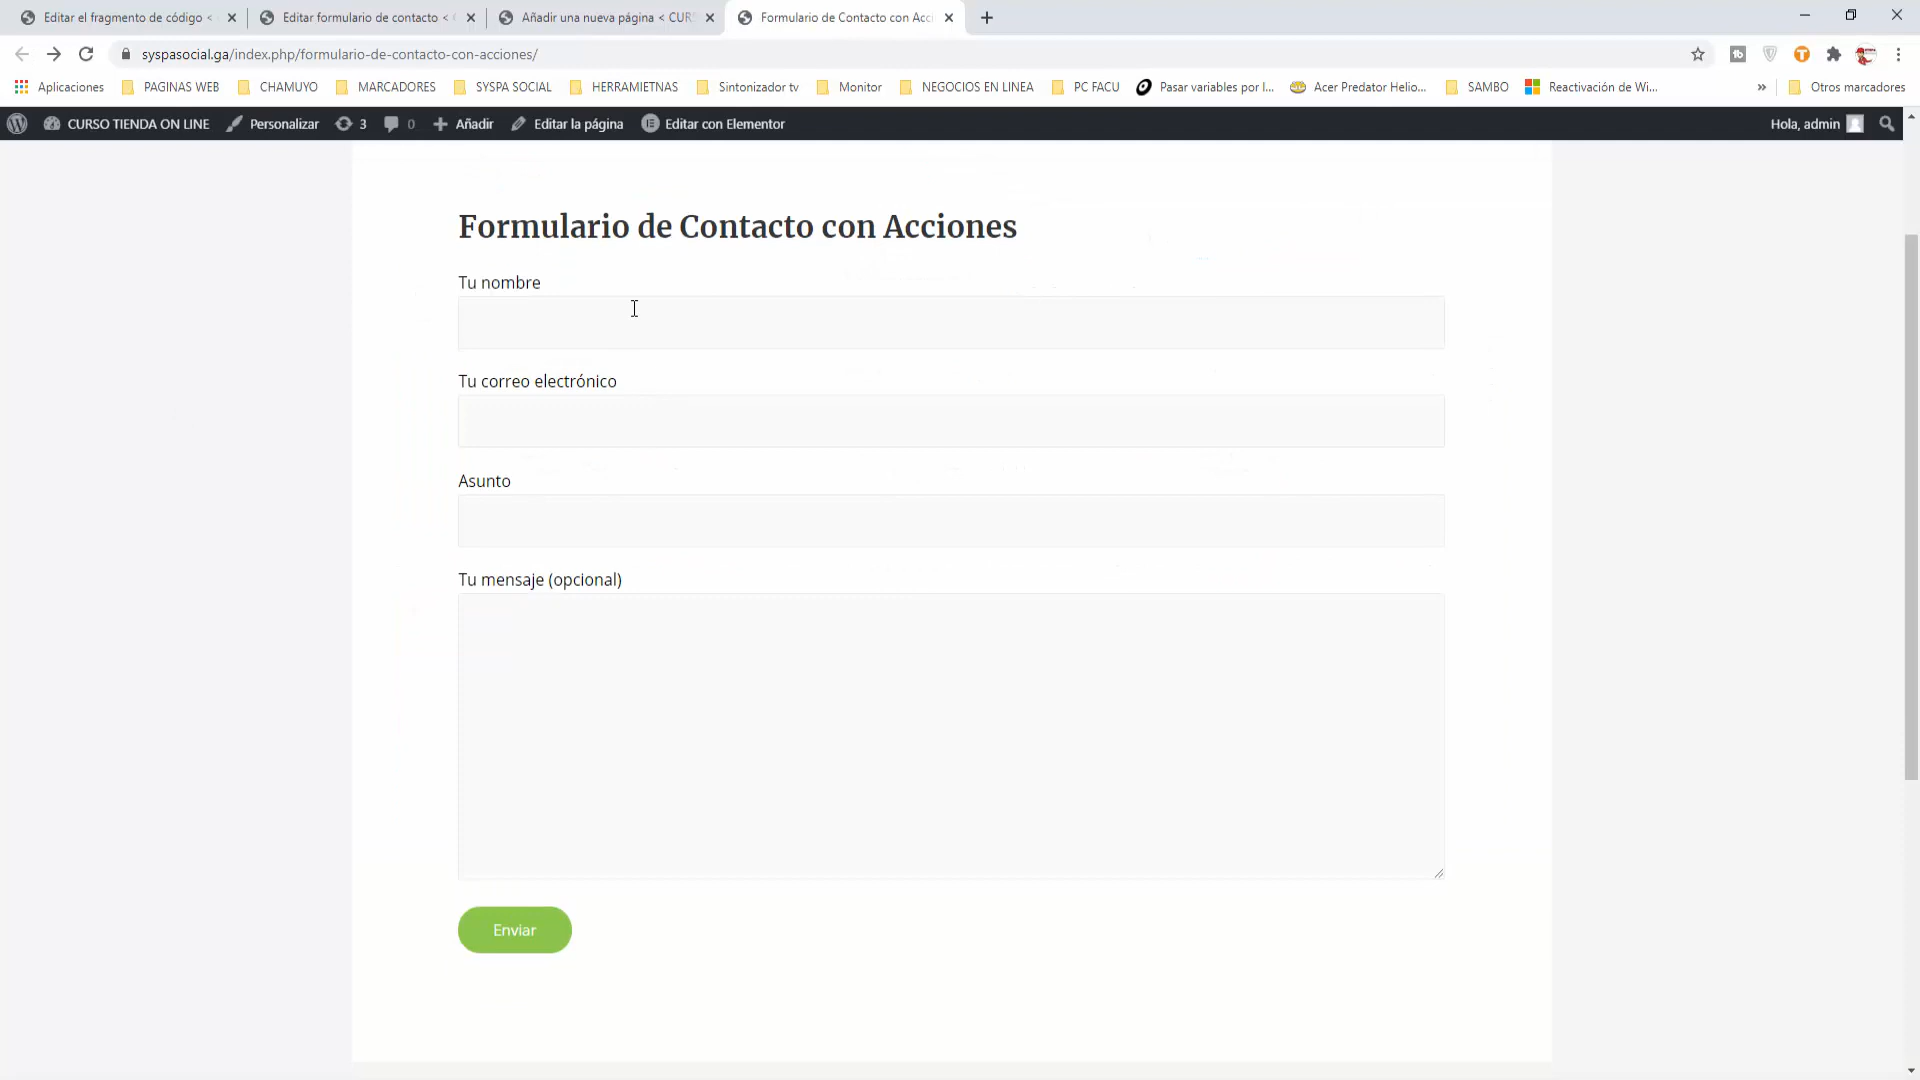 Editar el fragmento de código <
Editar formulario de contacto <
Añadir una nueva página < CUR
Formulario de Contacto con Acci
syspasocial.ga/index.php/formulario-de-contacto-con-acciones/
Aplicaciones PAGINAS WEB CHAMUYO MARCADORES SYSPA SOCIAL HERRAMIETNAS Sintonizador tv Monitor NEGOCIOS EN LINEA PC FACU Pasar variables por l... Acer Predator Helio... SAMBO Reactivación de Wi... » Otros marcadores
CURSO TIENDA ON LINE Personalizar 3 0 Añadir Editar la página Editar con Elementor Hola, admin
Formulario de Contacto con Acciones
Tu nombre
Tu correo electrónico
Asunto
Tu mensaje (opcional)
Enviar